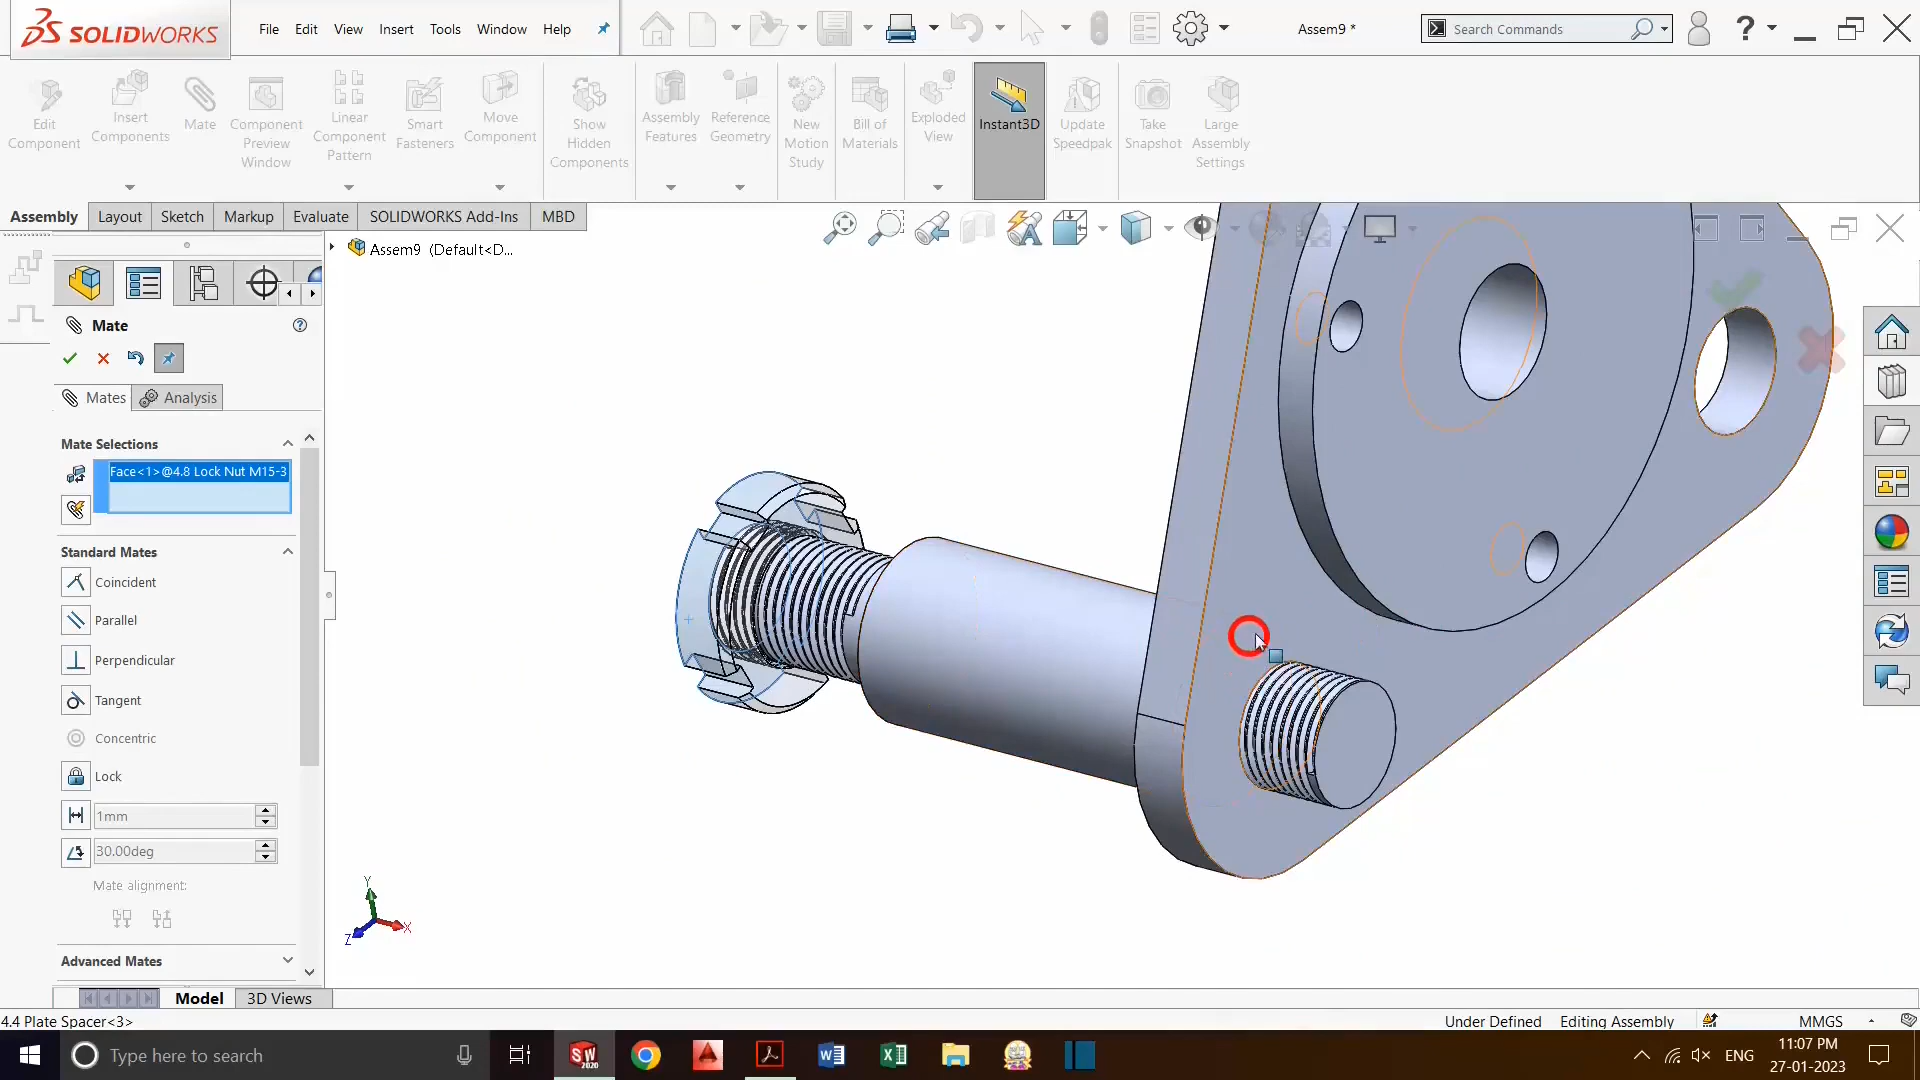 SOLIDWORKS
File Edit View Insert Tools Window Help
Assem9 *
Search Commands
?
Edit Component
Insert Components
Mate
Component Preview Window
Linear Component Pattern
Smart Fasteners
Move Component
Show Hidden Components
Assembly Features
Reference Geometry
New Motion Study
Bill of Materials
Exploded View
Instant3D
Update Speedpak
Take Snapshot
Large Assembly Settings
Assembly Layout Sketch Markup Evaluate SOLIDWORKS Add-Ins MBD
Assem9 (Default<D...
Mate
Mates Analysis
Mate Selections
Face<1>@4.8 Lock Nut M15-3
Standard Mates
Coincident
Parallel
Perpendicular
Tangent
Concentric
Lock
1mm
30.00deg
Mate alignment:
Advanced Mates
Y
X
Z
Model 3D Views
4.4 Plate Spacer<3>
Under Defined Editing Assembly MMGS
Type here to search
SW 2020
ENG
11:07 PM
27-01-2023